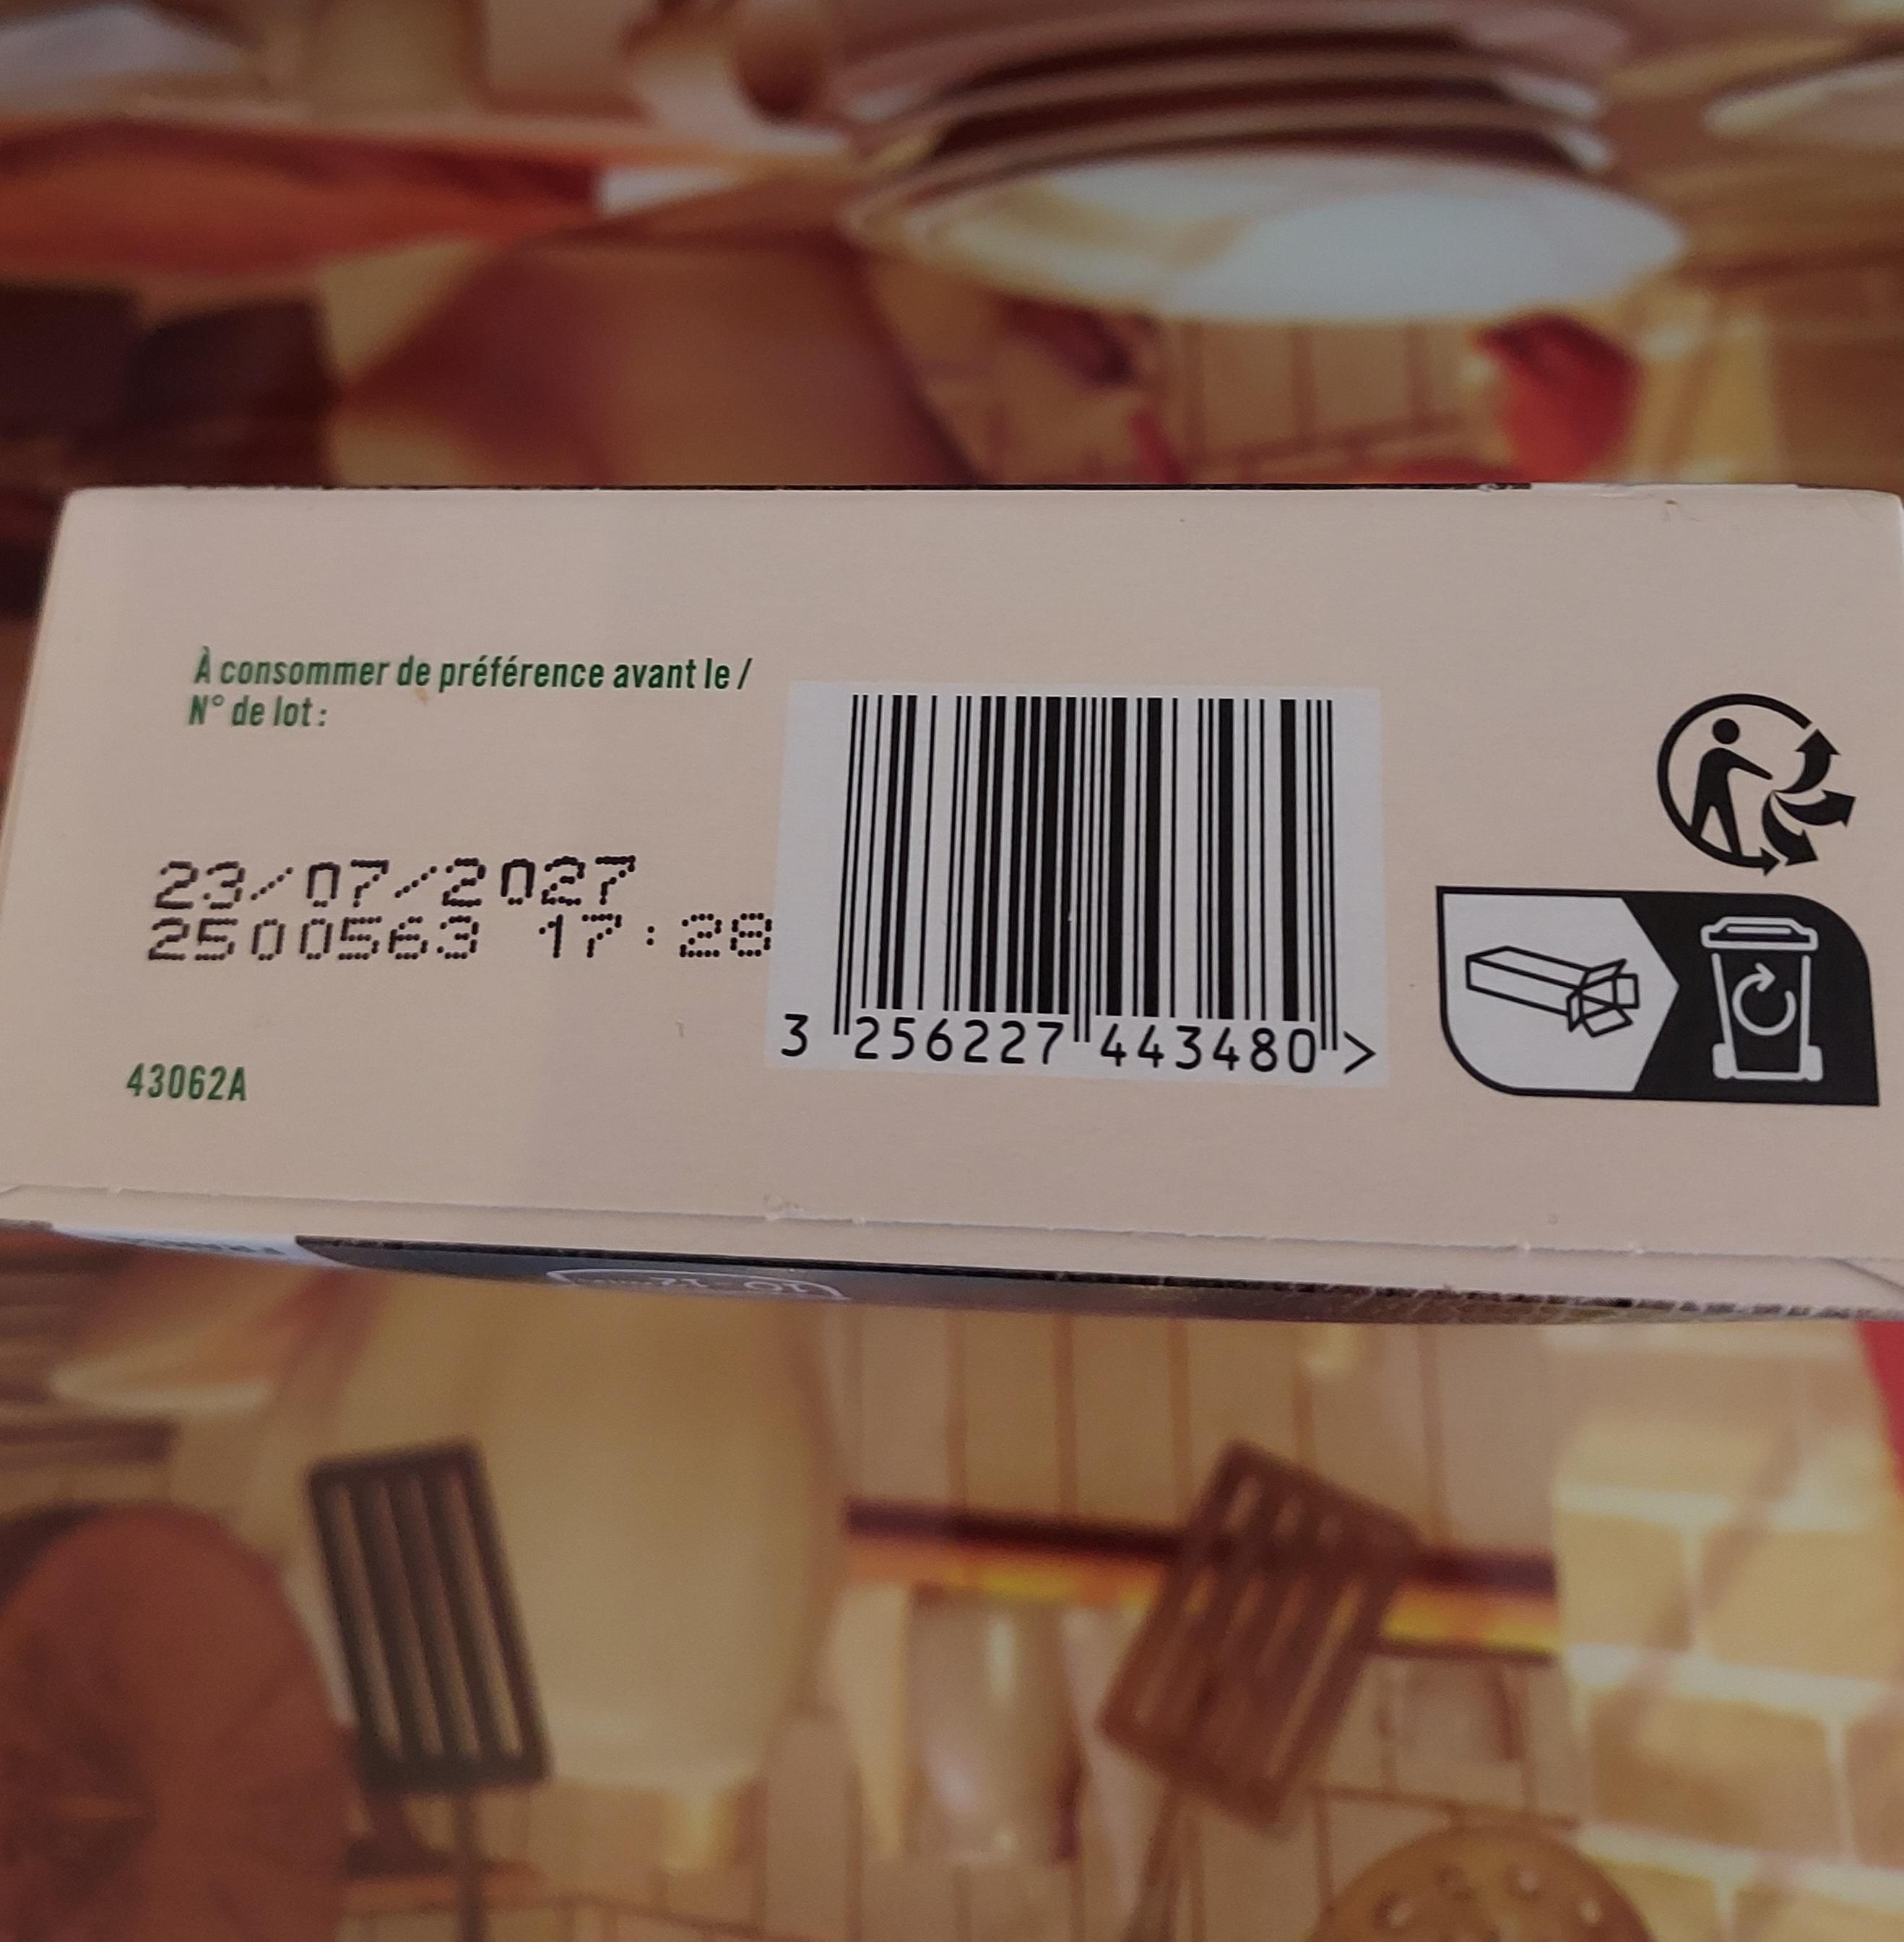 À consommer de préférence avant le /
N° de lot :
23/07/2027
2500563 17:28
43062A
3 256227 443480 >